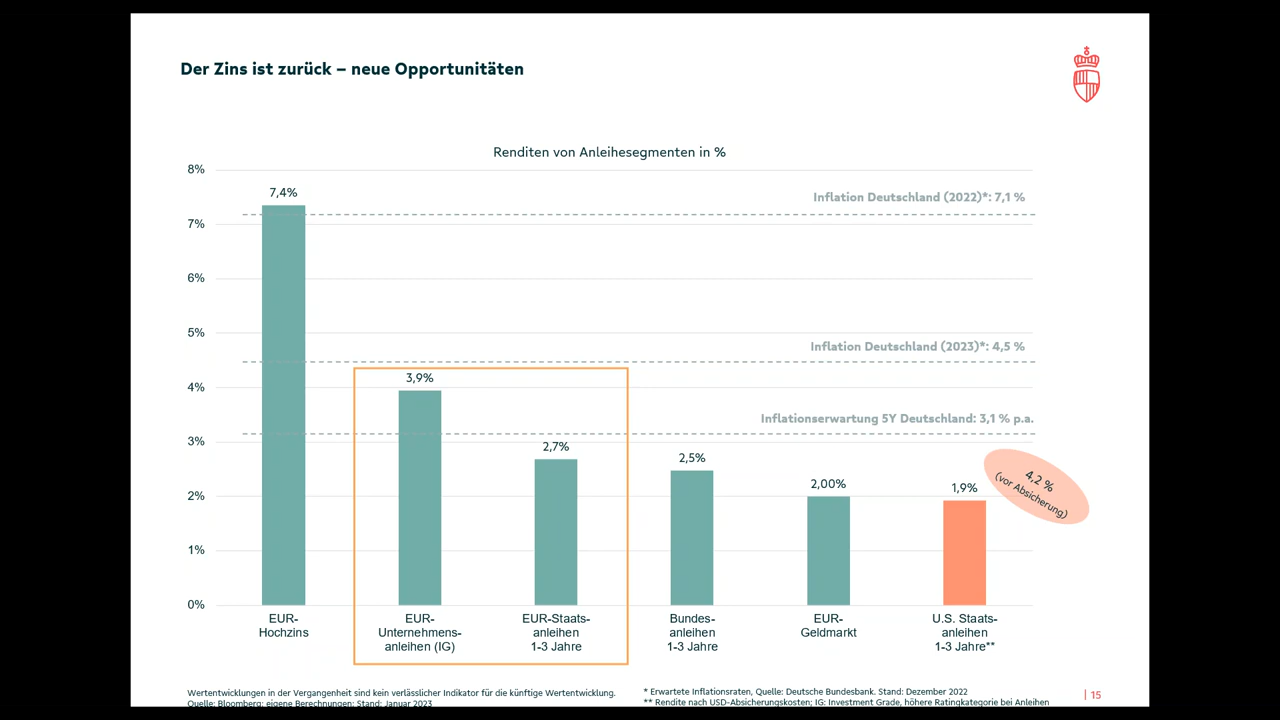 Der Zins ist zurück – neue Opportunitäten
Renditen von Anleihesegmenten in %
8%
7%
6%
5%
4%
3%
2%
1%
0%
7,4%
3,9%
2,7%
2,5%
2,00%
1,9%
Inflation Deutschland (2022)*: 7,1 %
Inflation Deutschland (2023)*: 4,5 %
Inflationserwartung 5Y Deutschland: 3,1 % p.a.
4,2 %
(vor Absicherung)
EUR-
Hochzins
EUR-
Unternehmens-
anleihen (IG)
EUR-Staats-
anleihen
1-3 Jahre
Bundes-
anleihen
1-3 Jahre
EUR-
Geldmarkt
U.S. Staats-
anleihen
1-3 Jahre**
Wertentwicklungen in der Vergangenheit sind kein verlässlicher Indikator für die künftige Wertentwicklung.
Quelle: Bloomberg; eigene Berechnungen; Stand: Januar 2023
* Erwartete Inflationsraten, Quelle: Deutsche Bundesbank. Stand: Dezember 2022
** Rendite nach USD-Absicherungskosten; IG: Investment Grade, höhere Ratingkategorie bei Anleihen
| 15